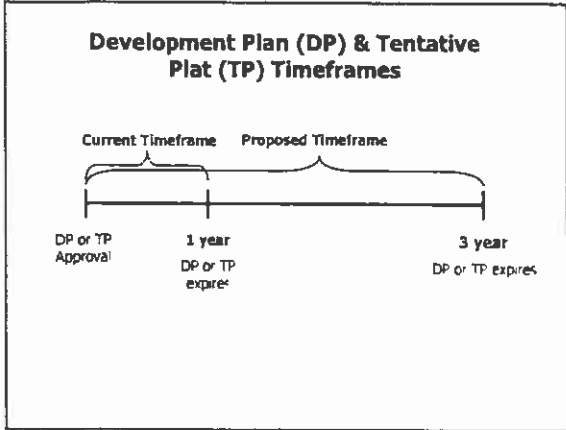 Development Plan (DP) & Tentative
Plat (TP) Timeframes
Current Timeframe
Proposed Timeframe
DP or TP
Approval
1 year
DP or TP
expires
3 year
DP or TP expires